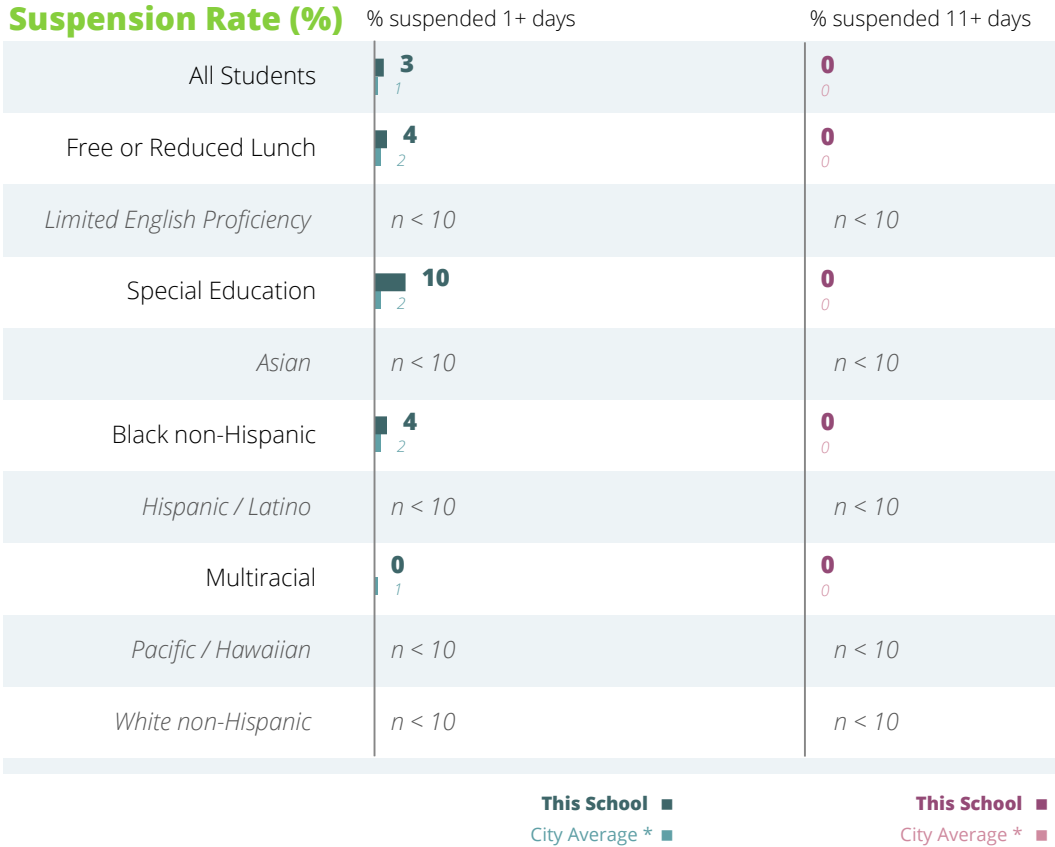 Suspension Rate (%) % suspended 1+ days % suspended 11+ days
All Students 3 0
1 0
Free or Reduced Lunch 4 0
2 0
Limited English Proficiency n < 10 n < 10
Special Education 10 0
2 0
Asian n < 10 n < 10
Black non-Hispanic 4 0
2 0
Hispanic / Latino n < 10 n < 10
Multiracial 0 0
1 0
Pacific / Hawaiian n < 10 n < 10
White non-Hispanic n < 10 n < 10
This School This School
City Average * City Average *